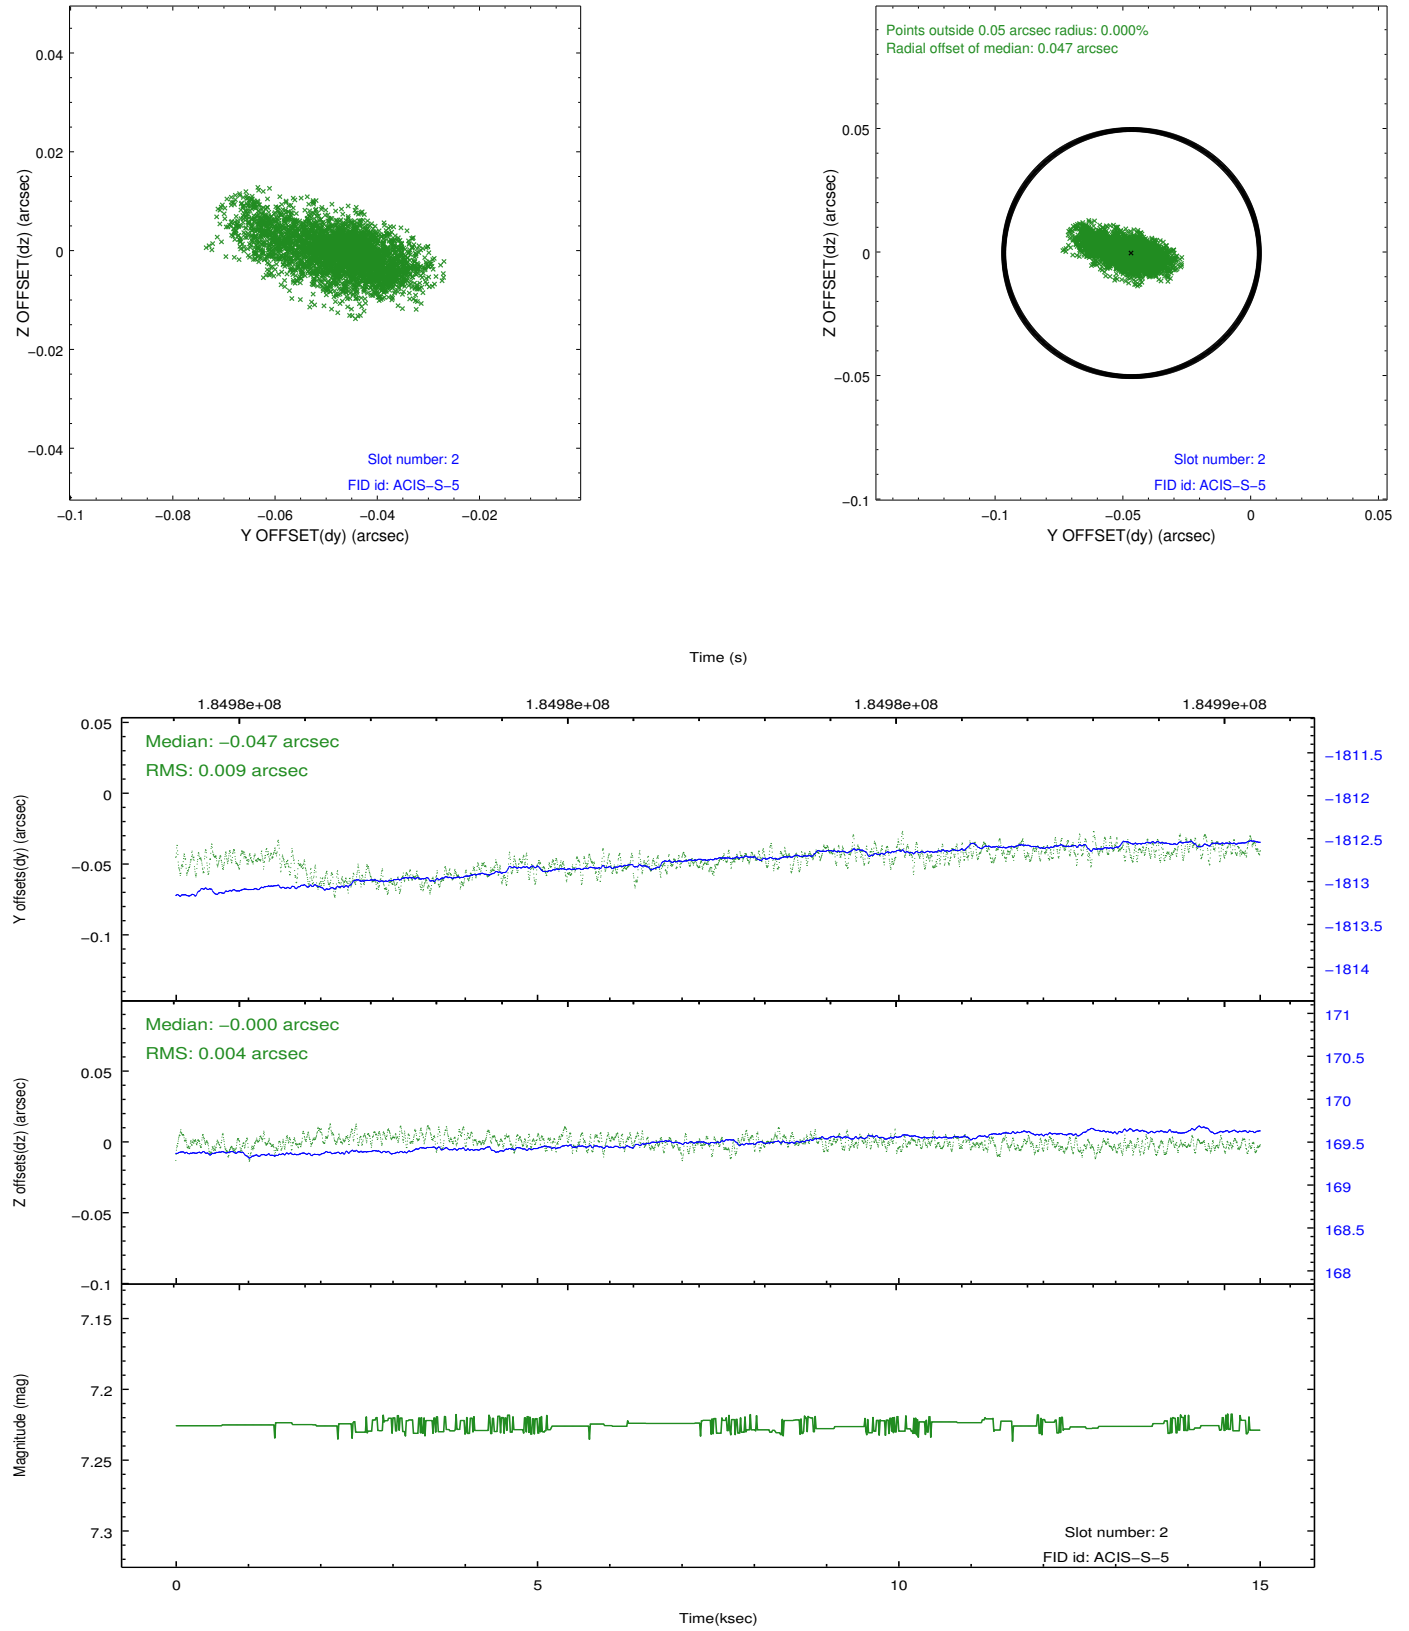 0.04
0.02
0
−0.02
−0.04
Z OFFSET(dz) (arcsec)
Slot number: 2
FID id: ACIS−S−5
−0.1
−0.08
−0.06
−0.04
−0.02
Y OFFSET(dy) (arcsec)
Points outside 0.05 arcsec radius: 0.000%
Radial offset of median: 0.047 arcsec
0.05
0
−0.05
−0.1
Z OFFSET(dz) (arcsec)
Slot number: 2
FID id: ACIS−S−5
−0.1
−0.05
0
0.05
Y OFFSET(dy) (arcsec)
Time (s)
1.8498e+08
1.8498e+08
1.8498e+08
1.8499e+08
Median: −0.047 arcsec
RMS: 0.009 arcsec
0.05
0
−0.05
−0.1
Y offsets(dy) (arcsec)
−1811.5
−1812
−1812.5
−1813
−1813.5
−1814
Median: −0.000 arcsec
RMS: 0.004 arcsec
0.05
0
−0.05
−0.1
Z offsets(dz) (arcsec)
171
170.5
170
169.5
169
168.5
168
7.15
7.2
7.25
7.3
Magnitude (mag)
Slot number: 2
FID id: ACIS−S−5
0
5
10
15
Time(ksec)